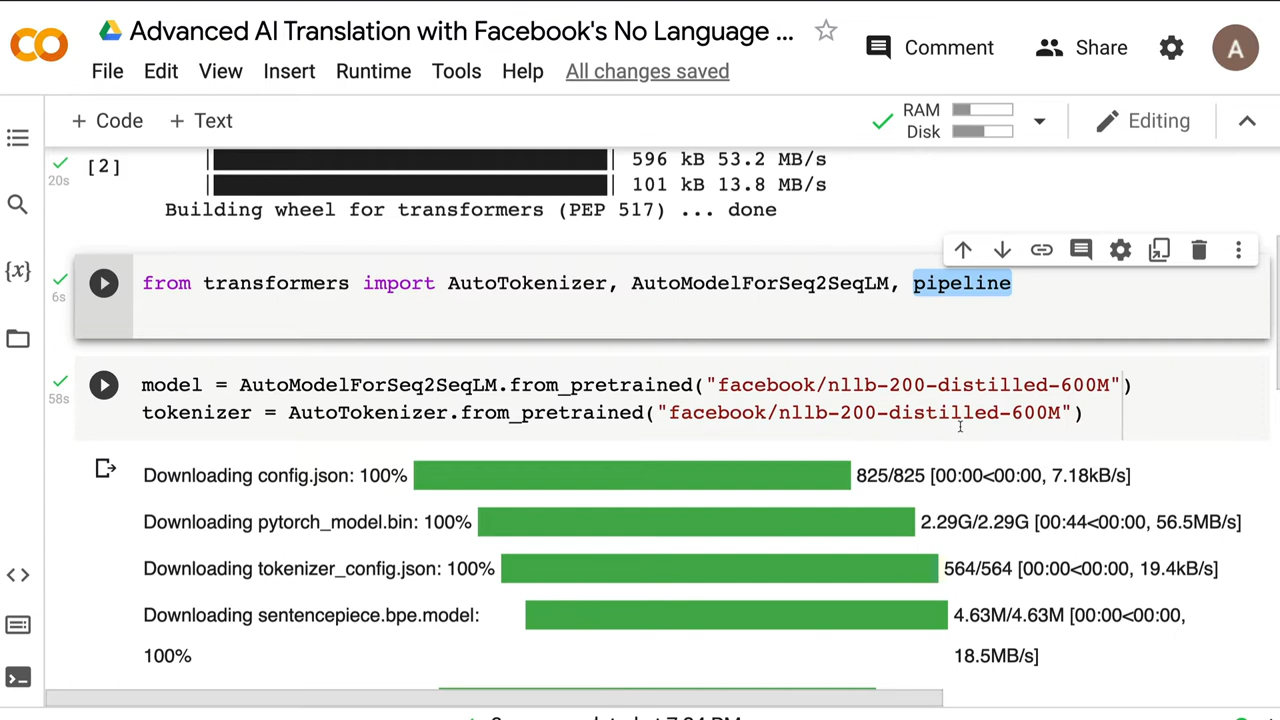 Advanced AI Translation with Facebook's No Language ...
Comment
Share
A
File Edit View Insert Runtime Tools Help All changes saved
+ Code + Text
RAM
Disk
Editing
[2]
20s
596 kB 53.2 MB/s
101 kB 13.8 MB/s
Building wheel for transformers (PEP 517) ... done
6s
from transformers import AutoTokenizer, AutoModelForSeq2SeqLM, pipeline
{x}
58s
model = AutoModelForSeq2SeqLM.from_pretrained("facebook/nllb-200-distilled-600M")
tokenizer = AutoTokenizer.from_pretrained("facebook/nllb-200-distilled-600M")
Downloading config.json: 100% 825/825 [00:00<00:00, 7.18kB/s]
Downloading pytorch_model.bin: 100% 2.29G/2.29G [00:44<00:00, 56.5MB/s]
Downloading tokenizer_config.json: 100% 564/564 [00:00<00:00, 19.4kB/s]
Downloading sentencepiece.bpe.model: 4.63M/4.63M [00:00<00:00,
100% 18.5MB/s]